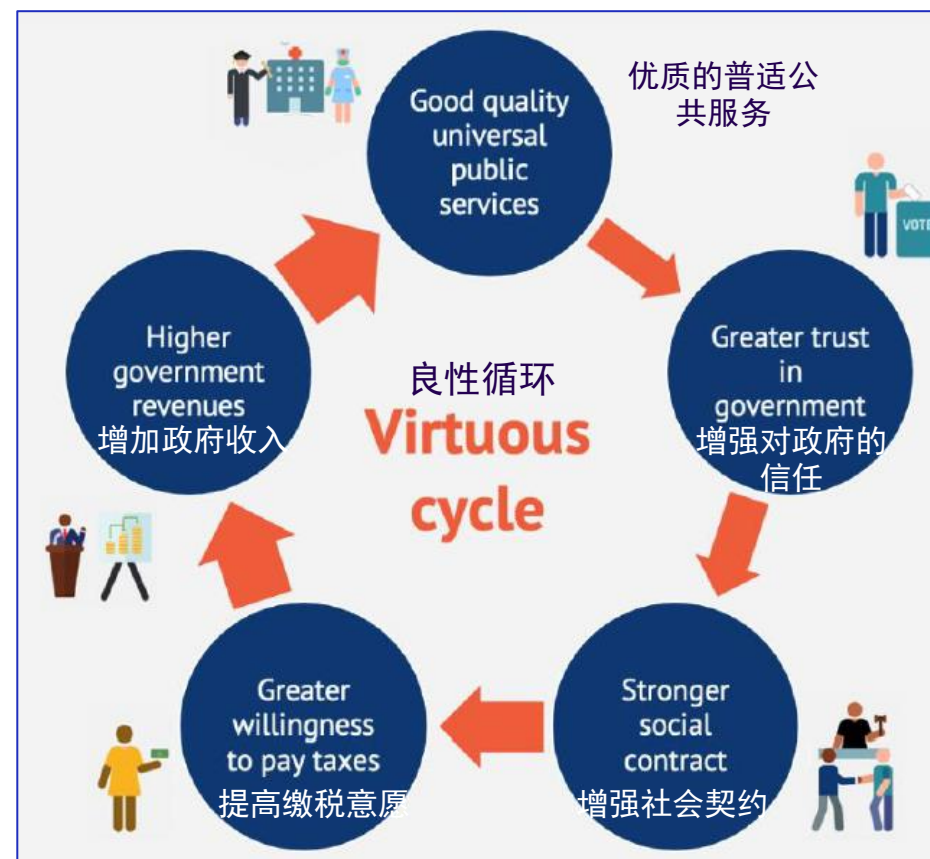 Good quality
universal
public
services
优质的普适公
共服务
VOTE
Greater trust
in
government
增强对政府的
信任
Stronger
social
contract
增强社会契约
Greater
willingness
to pay taxes
提高缴税意愿
Higher
government
revenues
增加政府收入
良性循环
Virtuous
cycle